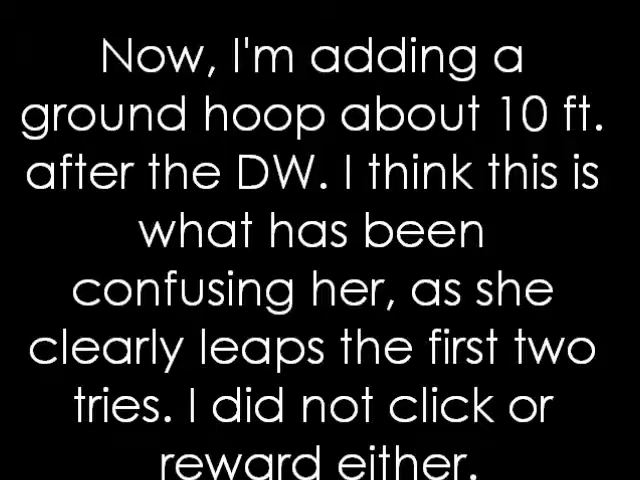 Now, I'm adding a
ground hoop about 10 ft.
after the DW. I think this is
what has been
confusing her, as she
clearly leaps the first two
tries. I did not click or
reward either.